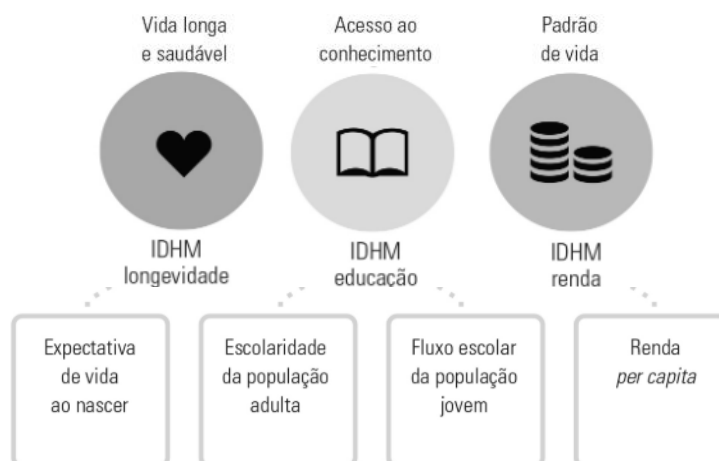 Vida longa
e saudável
Acesso ao
conhecimento
Padrão
de vida
IDHM
longevidade
IDHM
educação
IDHM
renda
Expectativa
de vida
ao nascer
Escolaridade
da população
adulta
Fluxo escolar
da população
jovem
Renda
per capita